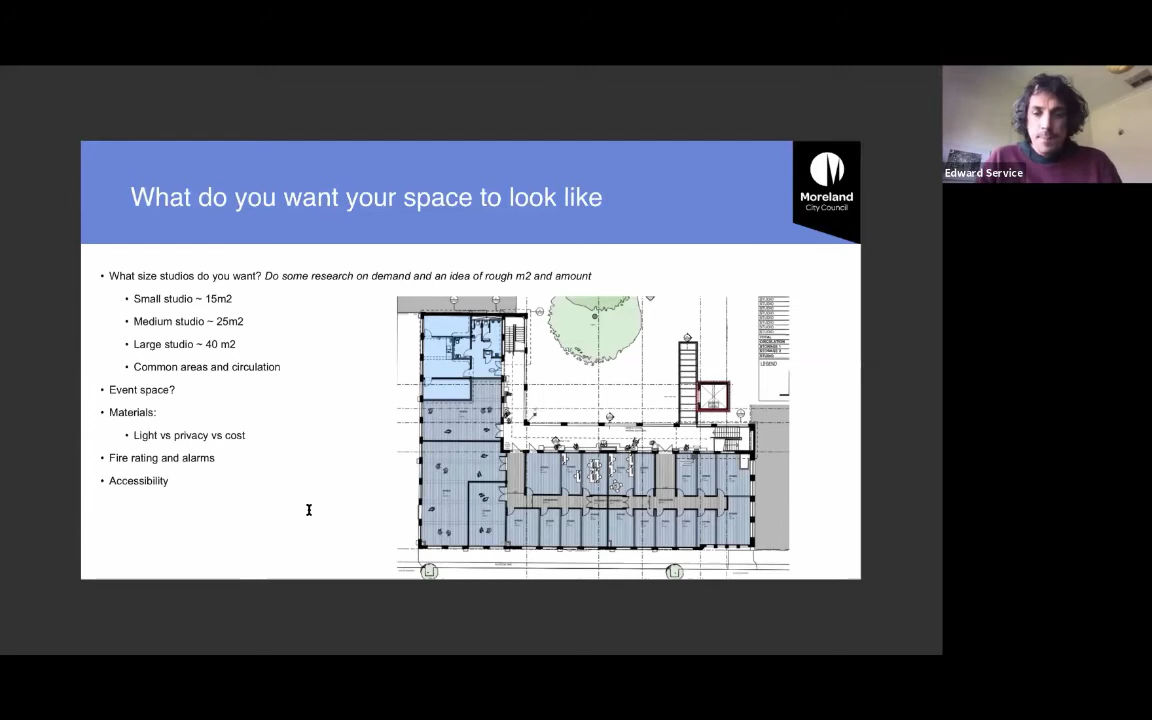 What do you want your space to look like
Moreland
City Council
Edward Service
• What size studios do you want? Do some research on demand and an idea of rough m2 and amount
• Small studio ~ 15m2
• Medium studio ~ 25m2
• Large studio ~ 40 m2
• Common areas and circulation
• Event space?
• Materials:
• Light vs privacy vs cost
• Fire rating and alarms
• Accessibility
LEGEND